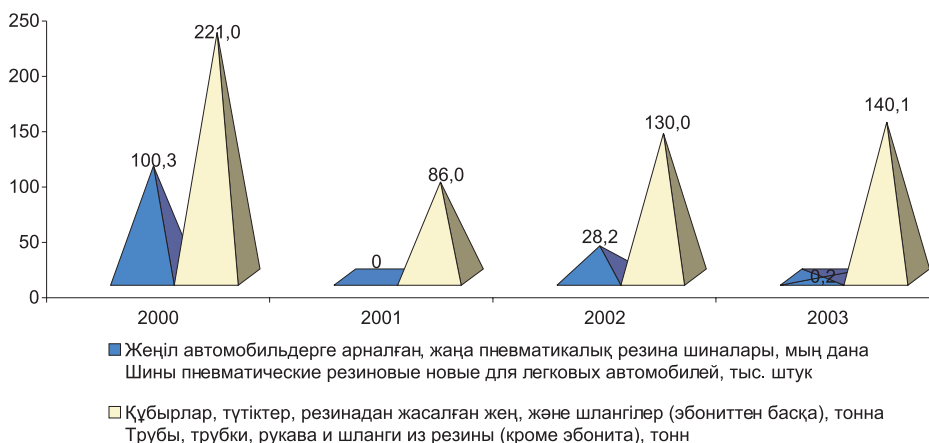 250
221,0
200
150
140,1
130,0
100,3
100
86,0
50
28,2
0
0,2
0
2000 2001 2002 2003
Жеңіл автомобильдерге арналған, жаңа пневматикалық резина шиналары, мың дана
Шины пневматические резиновые новые для легковых автомобилей, тыс. штук
Құбырлар, түтіктер, резинадан жасалған жең, және шлангілер (эбониттен басқа), тонна
Трубы, трубки, рукава и шланги из резины (кроме эбонита), тонн